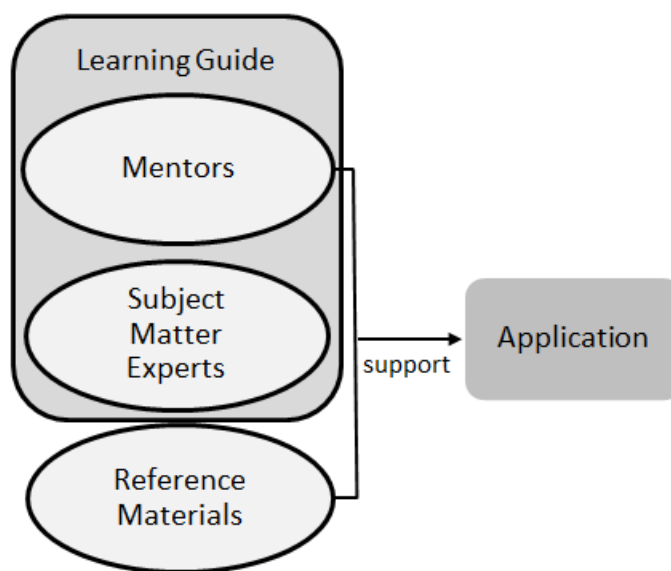 Learning Guide
Mentors
Subject
Matter
Experts
Application
support
Reference
Materials